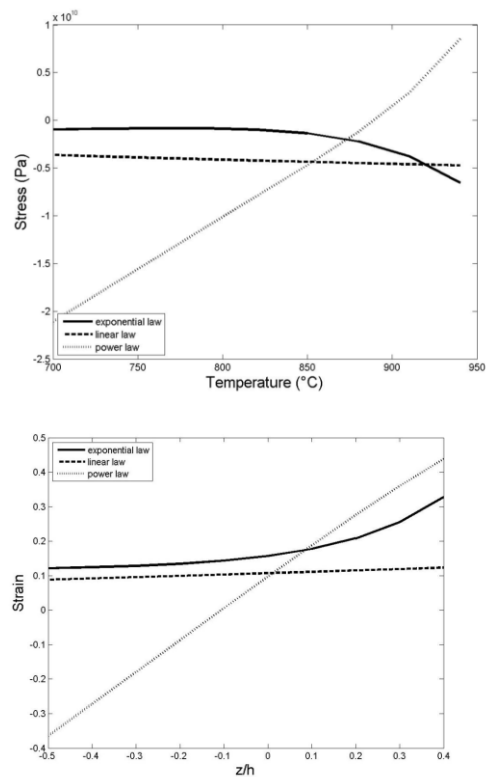 x 10¹⁰
1
0.5
0
-0.5
-1
-1.5
-2
-2.5
Stress (Pa)
exponential law
linear law
power law
700 750 800 850 900 950
Temperature (°C)
0.5
0.4
0.3
0.2
0.1
0
-0.1
-0.2
-0.3
-0.4
Strain
exponential law
linear law
power law
-0.5 -0.4 -0.3 -0.2 -0.1 0 0.1 0.2 0.3 0.4
z/h